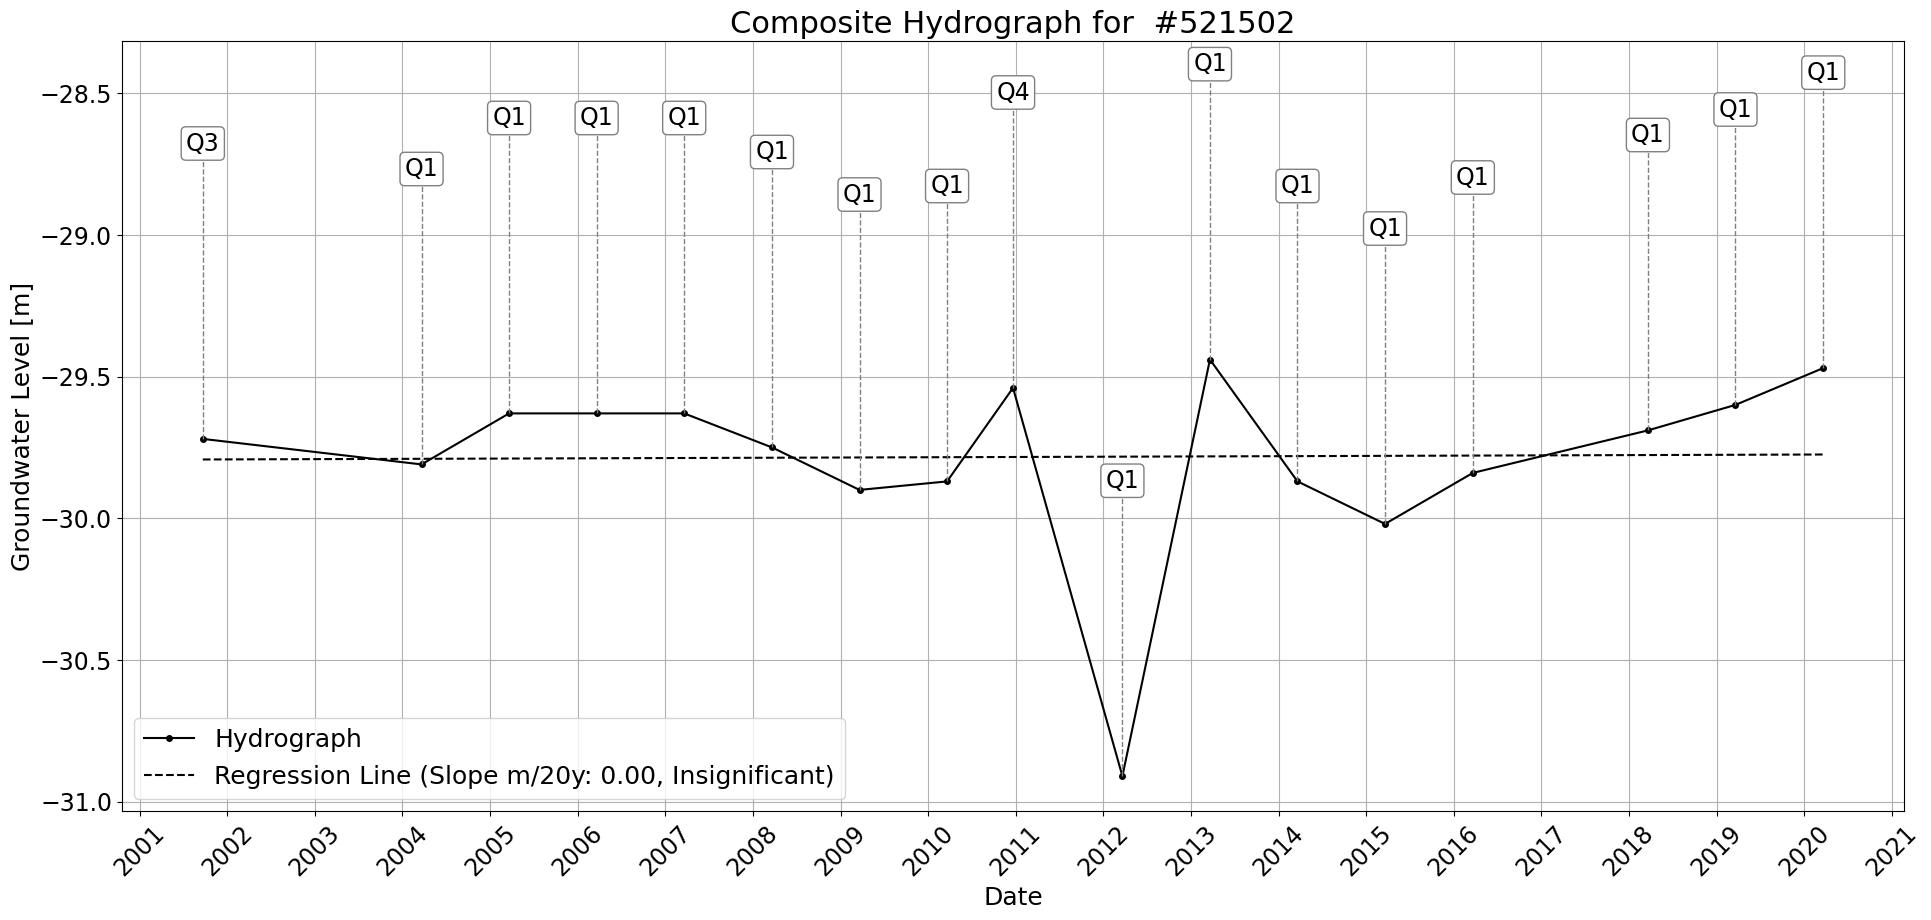 Composite Hydrograph for  #521502
Groundwater Level [m]
−28.5
−29.0
−29.5
−30.0
−30.5
−31.0
Q3
Q1
Q1
Q1
Q1
Q1
Q1
Q1
Q4
Q1
Q1
Q1
Q1
Q1
Q1
Q1
Q1
Hydrograph
Regression Line (Slope m/20y: 0.00, Insignificant)
2001
2002
2003
2004
2005
2006
2007
2008
2009
2010
2011
2012
2013
2014
2015
2016
2017
2018
2019
2020
2021
Date